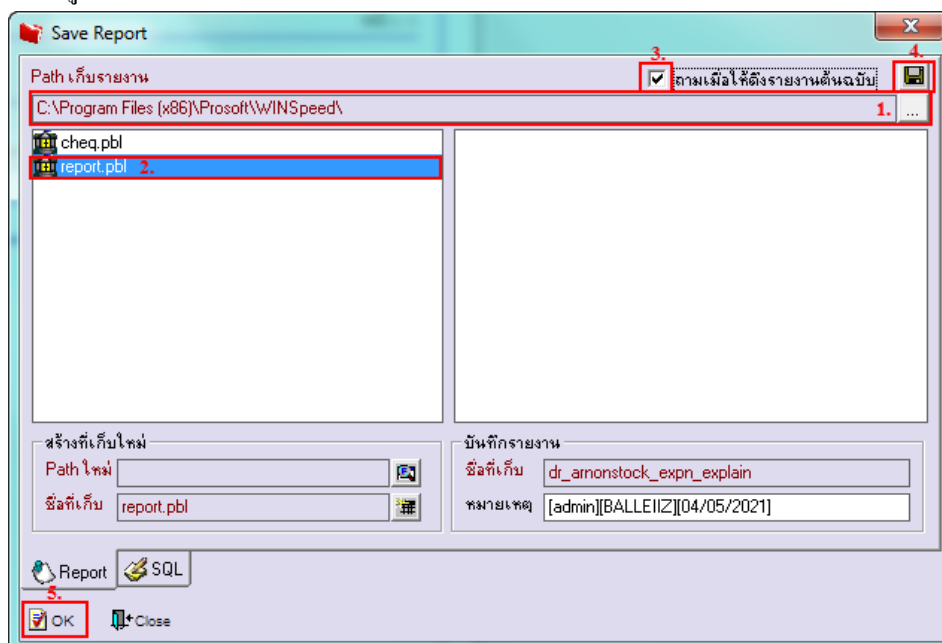 Save Report
3.
4.
Path เก็บรายงาน
ถามเมื่อให้ดึงรายงานต้นฉบับ
C:\Program Files (x86)\Prosoft\WINSpeed\
1. ...
cheq.pbl
report.pbl 2.
สร้างที่เก็บใหม่
Path ใหม่
ชื่อที่เก็บ report.pbl
บันทึกรายงาน
ชื่อที่เก็บ dr_arnonstock_expn_explain
หมายเหตุ [admin][BALLEIIZ][04/05/2021]
Report SQL
5.
OK Close